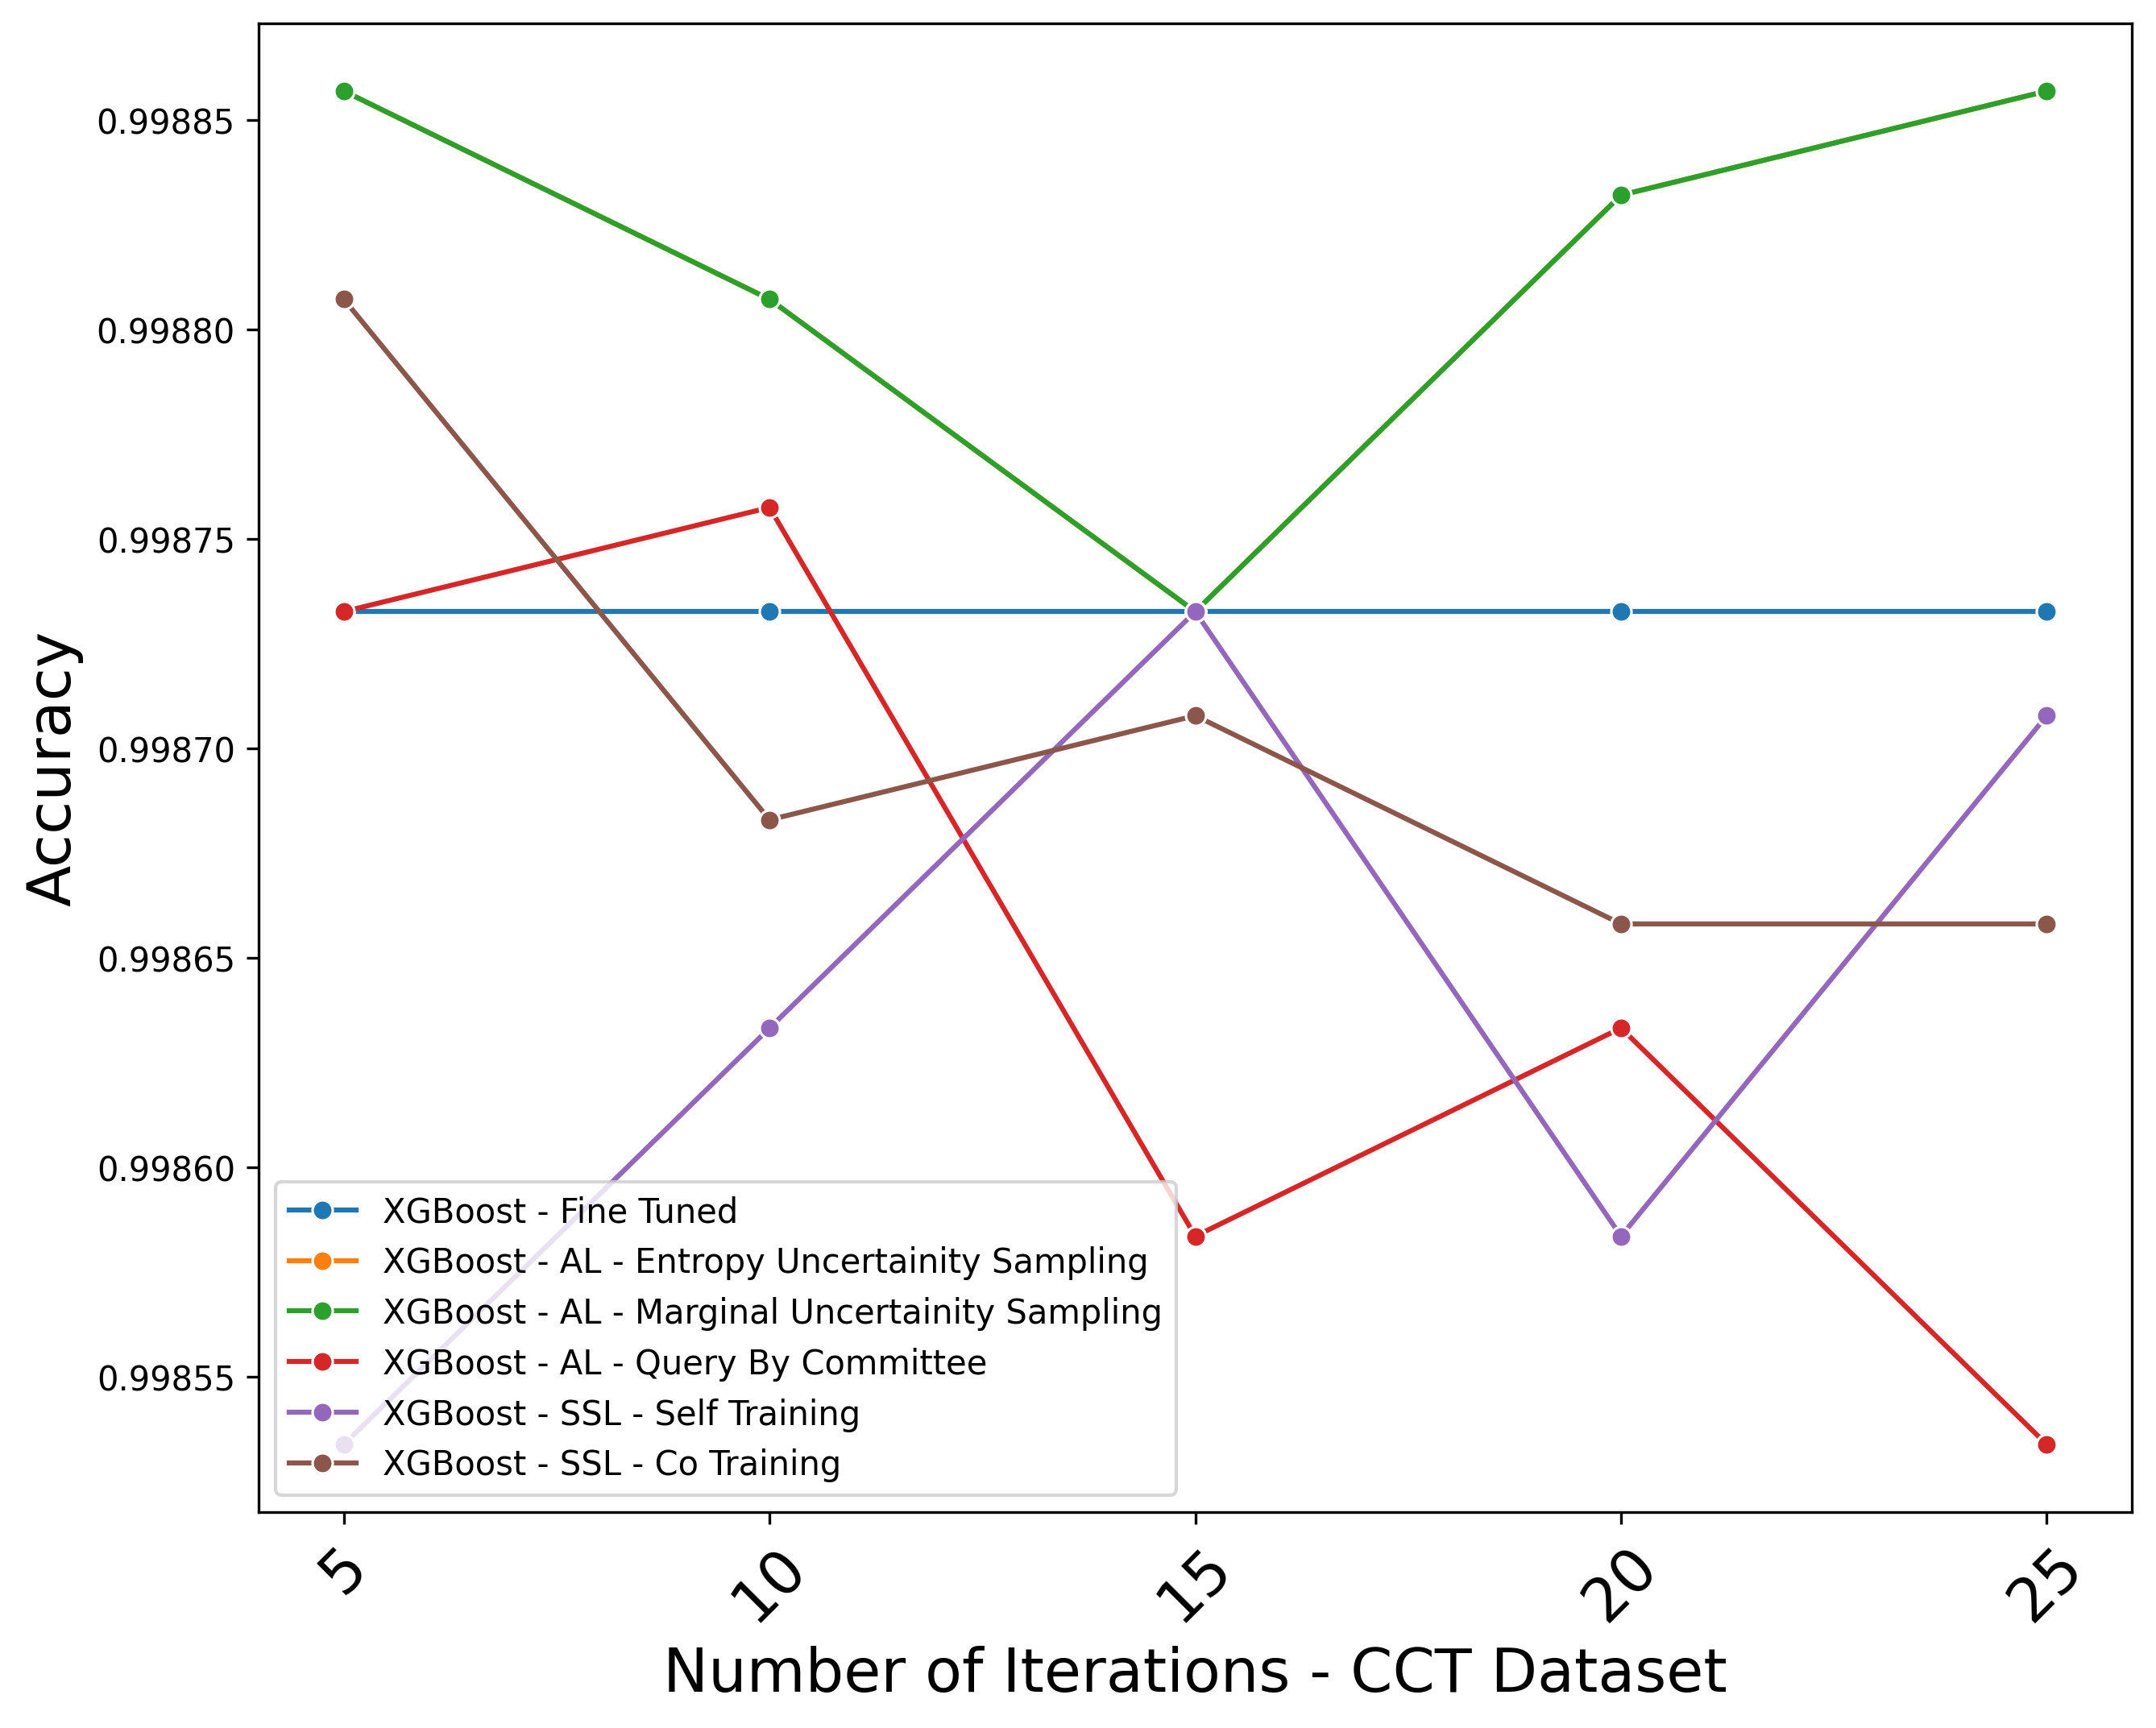 0.99885
0.99880
0.99875
0.99870
0.99865
0.99860
0.99855
Accuracy
XGBoost - Fine Tuned
XGBoost - AL - Entropy Uncertainity Sampling
XGBoost - AL - Marginal Uncertainity Sampling
XGBoost - AL - Query By Committee
XGBoost - SSL - Self Training
XGBoost - SSL - Co Training
5 10 15 20 25
Number of Iterations - CCT Dataset